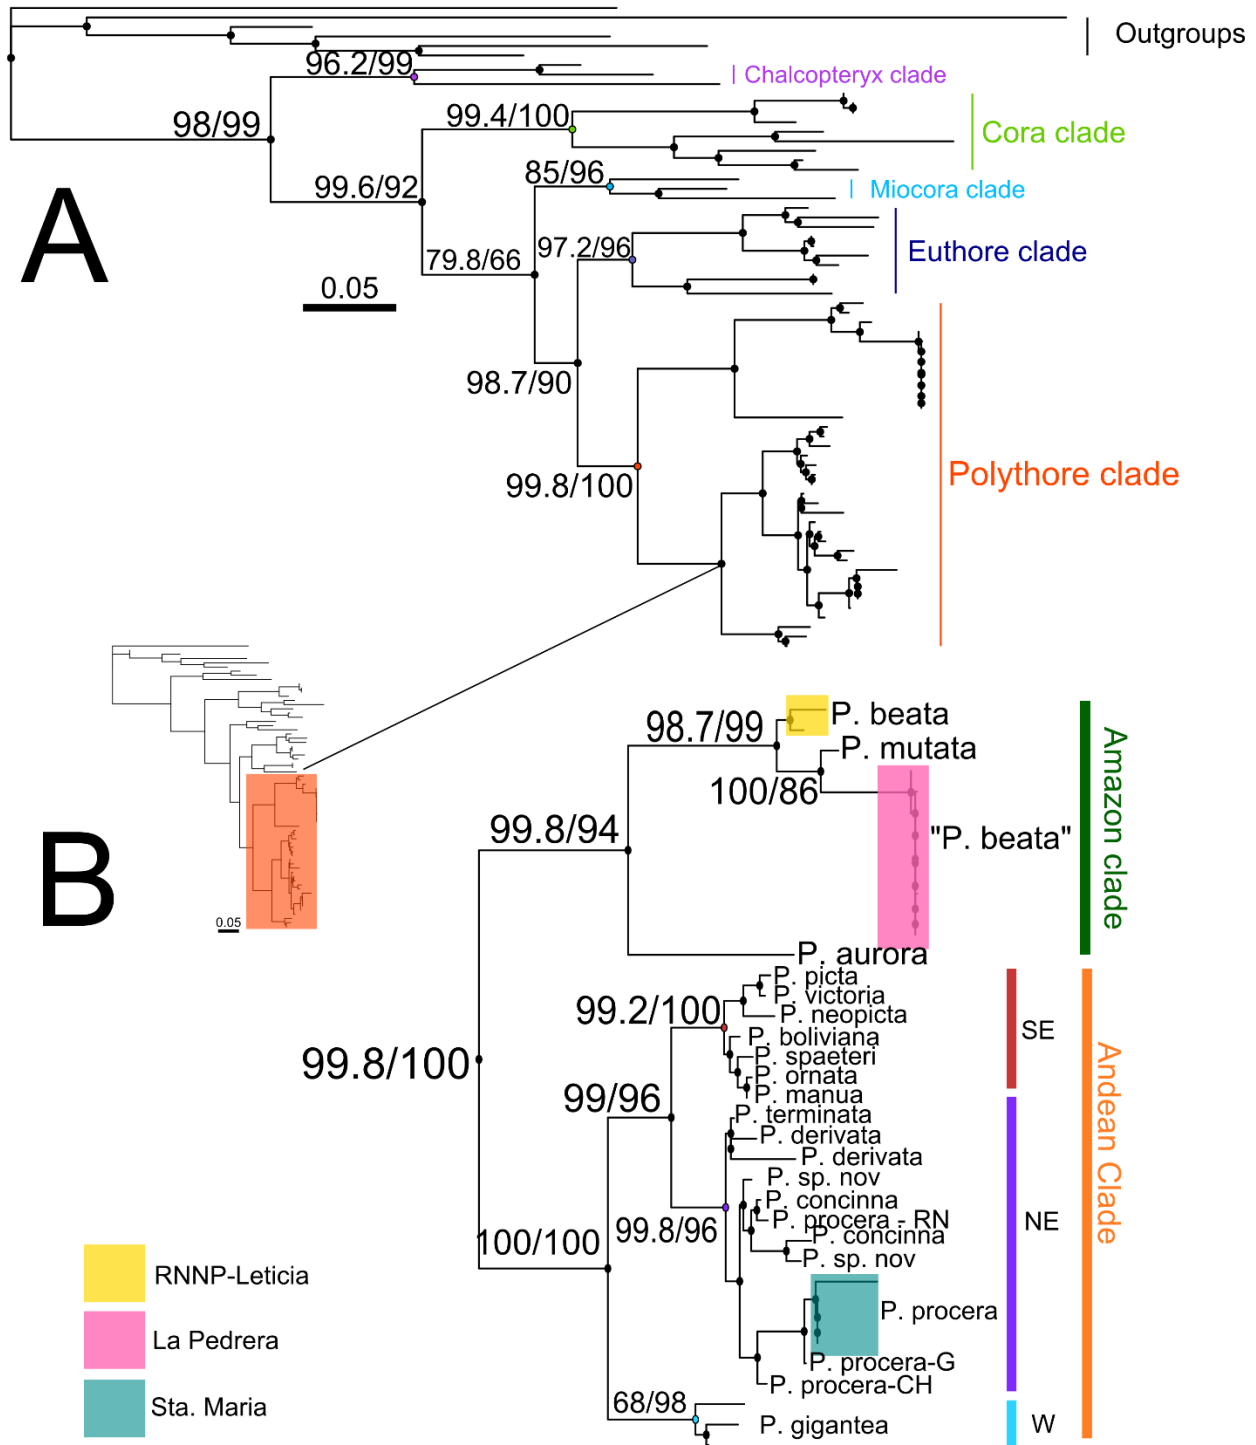 Outgroups
96.2/99
Chalcopteryx clade
98/99
99.4/100
Cora clade
99.6/92
85/96
Miocora clade
A
79.8/66
97.2/96
Euthore clade
0.05
98.7/90
99.8/100
Polythore clade
B
0.05
98.7/99
P. beata
P. mutata
100/86
"P. beata"
99.8/94
Amazon clade
P. aurora
P. picta
P. victoria
99.2/100
P. neopicta
SE
P. boliviana
P. spaeteri
99.8/100
P. ornata
99/96
P. manua
Andean Clade
P. terminata
P. derivata
P. derivata
P. sp. nov
P. concinna
99.8/96
P. procera - RN
NE
P. concinna
100/100
P. sp. nov
RNNP-Leticia
P. procera
La Pedrera
P. procera-G
P. procera-CH
Sta. Maria
68/98
P. gigantea
W